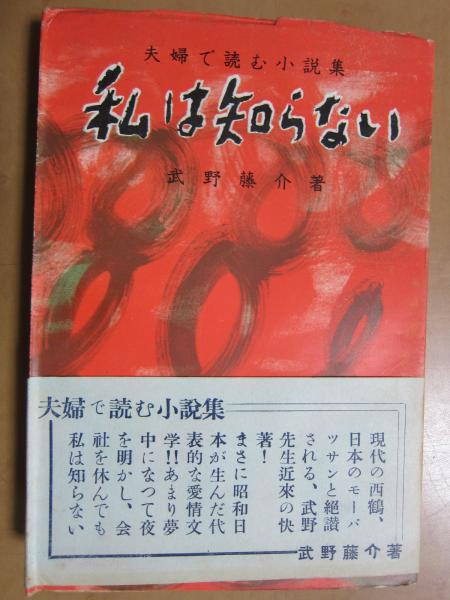 夫婦で読む小説集
私は知らない
武野藤介著
夫婦で読む小説集
現代の西鶴、
日本のモーパ
ッサンと絶讃
される、武野
先生近來の快
著！
まさに昭和日
本が生んだ代
表的な愛情文
学!!あまり夢
中になつて夜
を明かし、会
社を休んでも
私は知らない
武野藤介著